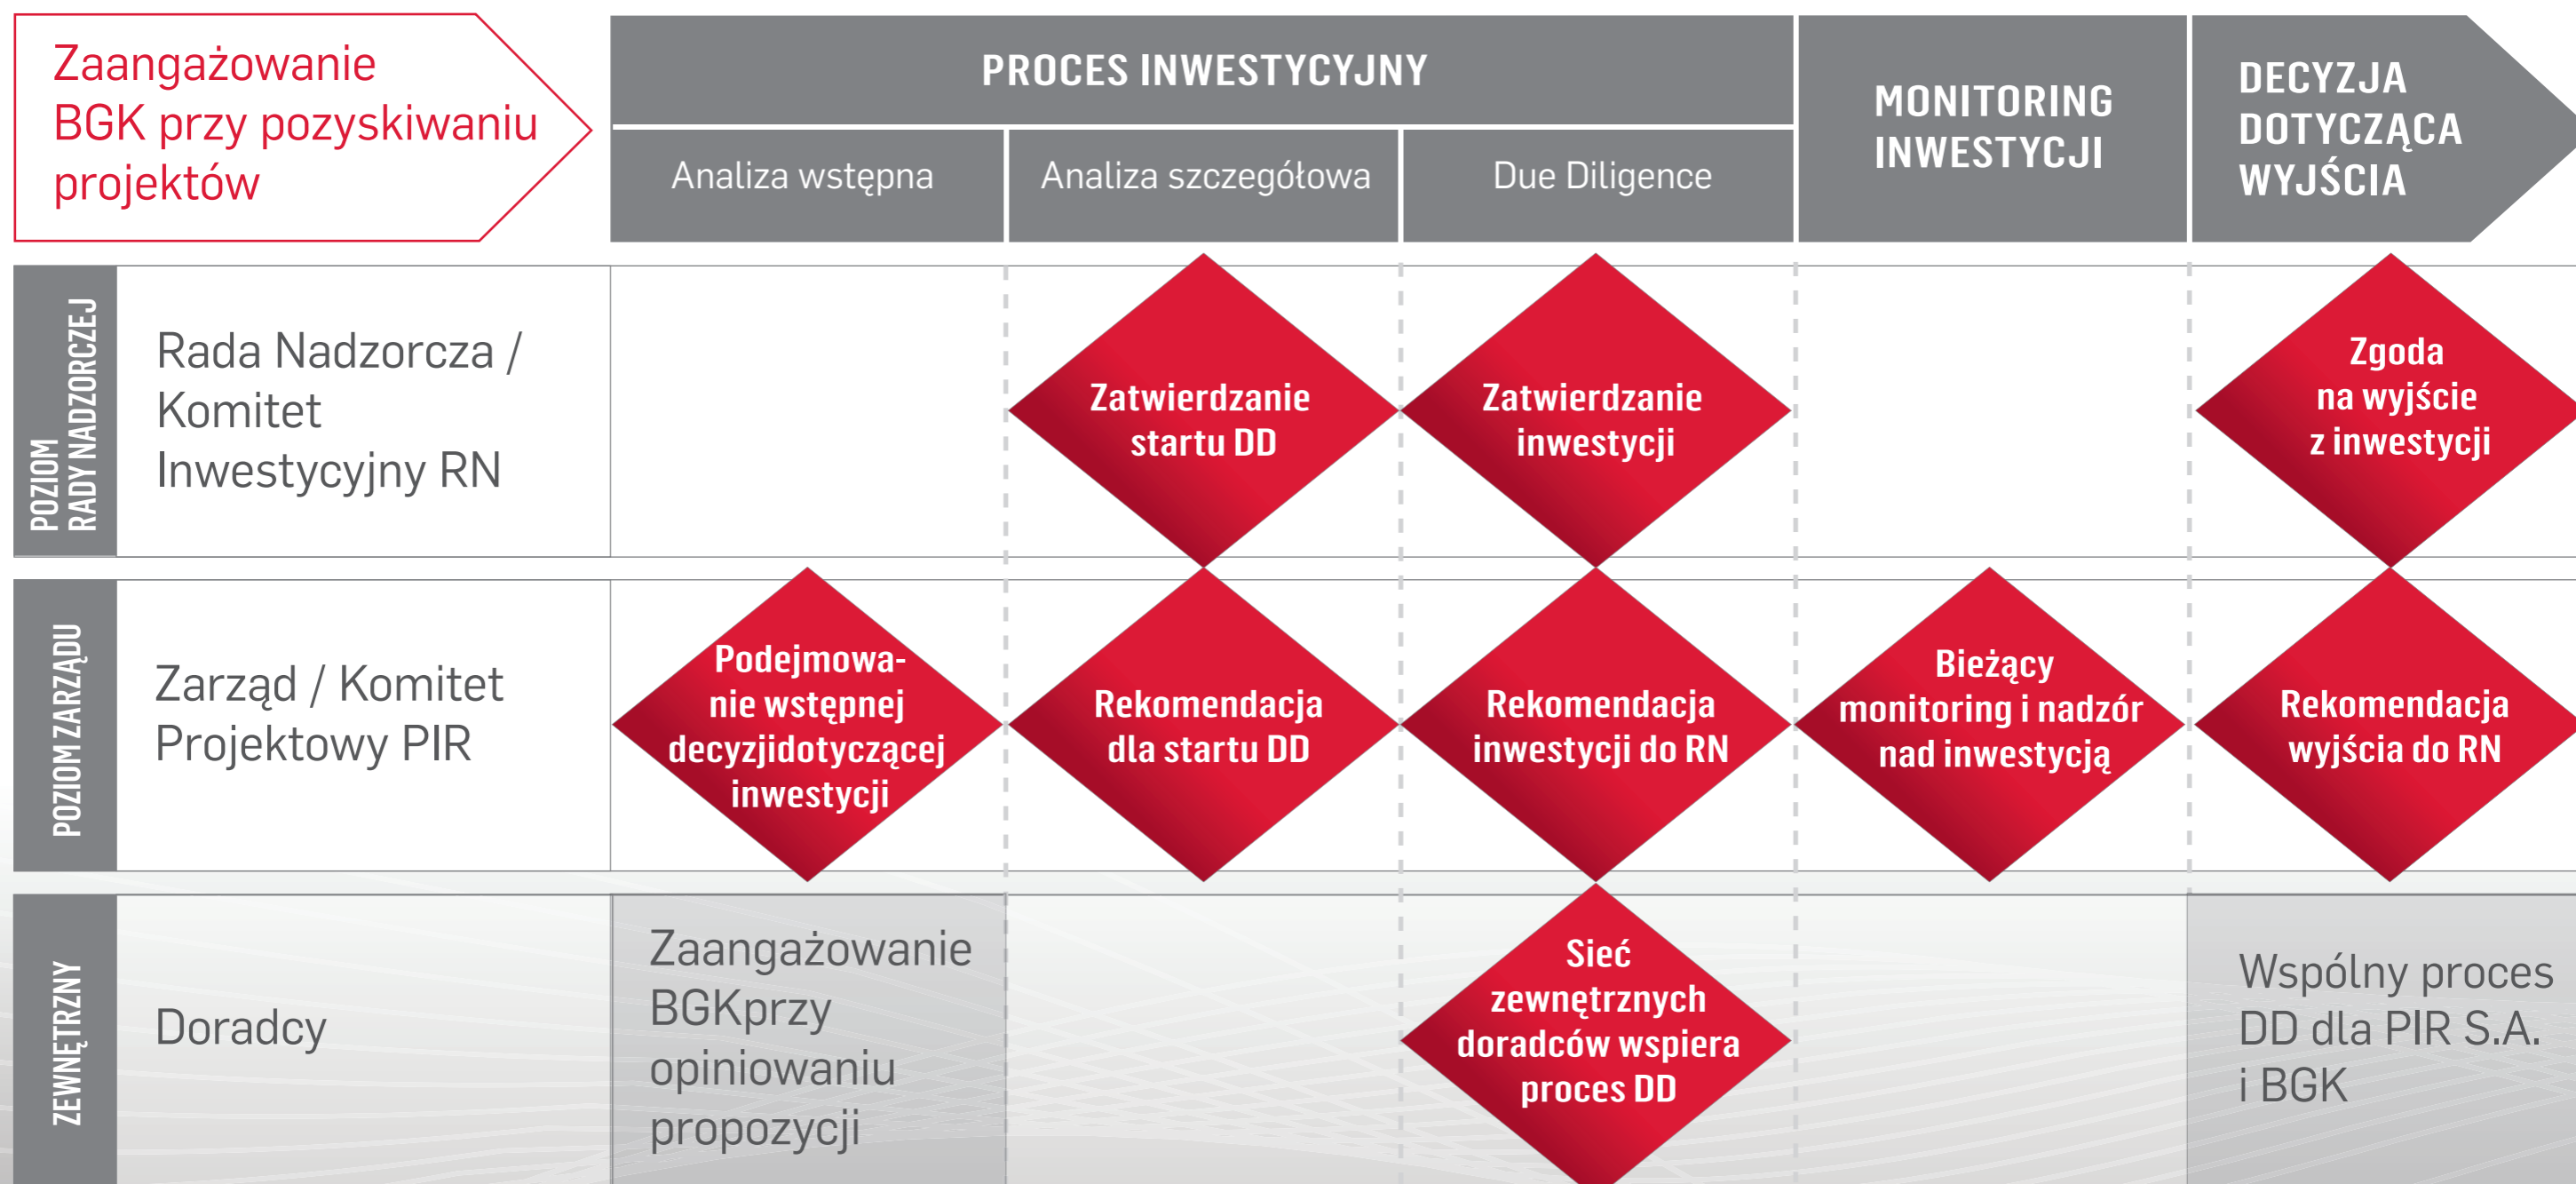 Zaangażowanie
BGK przy pozyskiwaniu
projektów
PROCES INWESTYCYJNY
Analiza wstępna
Analiza szczegółowa
Due Diligence
MONITORING
INWESTYCJI
DECYZJA
DOTYCZĄCA
WYJŚCIA
POZIOM
RADY NADZORCZEJ
Rada Nadzorcza /
Komitet
Inwestycyjny RN
Zatwierdzanie
startu DD
Zatwierdzanie
inwestycji
Zgoda
na wyjście
z inwestycji
POZIOM ZARZĄDU
Zarząd / Komitet
Projektowy PIR
Podejmowa-
nie wstępnej
decyzjidotyczącej
inwestycji
Rekomendacja
dla startu DD
Rekomendacja
inwestycji do RN
Bieżący
monitoring i nadzór
nad inwestycją
Rekomendacja
wyjścia do RN
ZEWNĘTRZNY
Doradcy
Zaangażowanie
BGKprzy
opiniowaniu
propozycji
Sieć
zewnętrznych
doradców wspiera
proces DD
Wspólny proces
DD dla PIR S.A.
i BGK